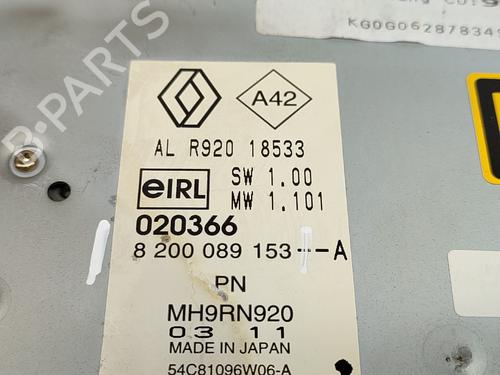 KG0G06287834
A42
AL R920 18533
eIRL SW 1.00
MW 1.101
020366
8 200 089 153--A
PN
MH9RN920
03 11
MADE IN JAPAN
54C81096W06-A
B-PARTS